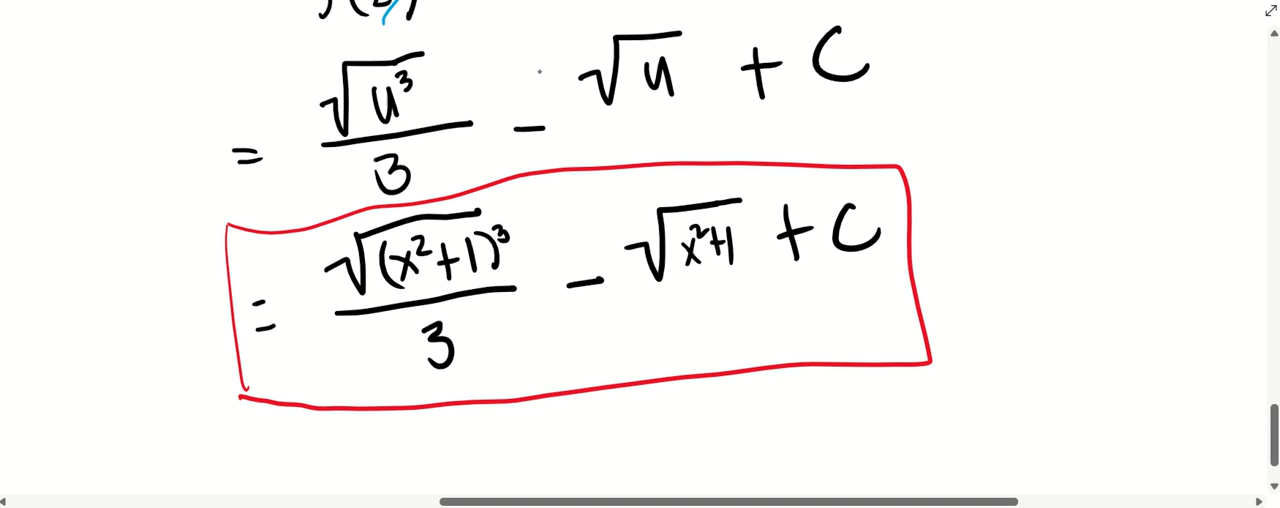 = √u³/3 - √u + C
= √(x²+1)³/3 - √x²+1 + C